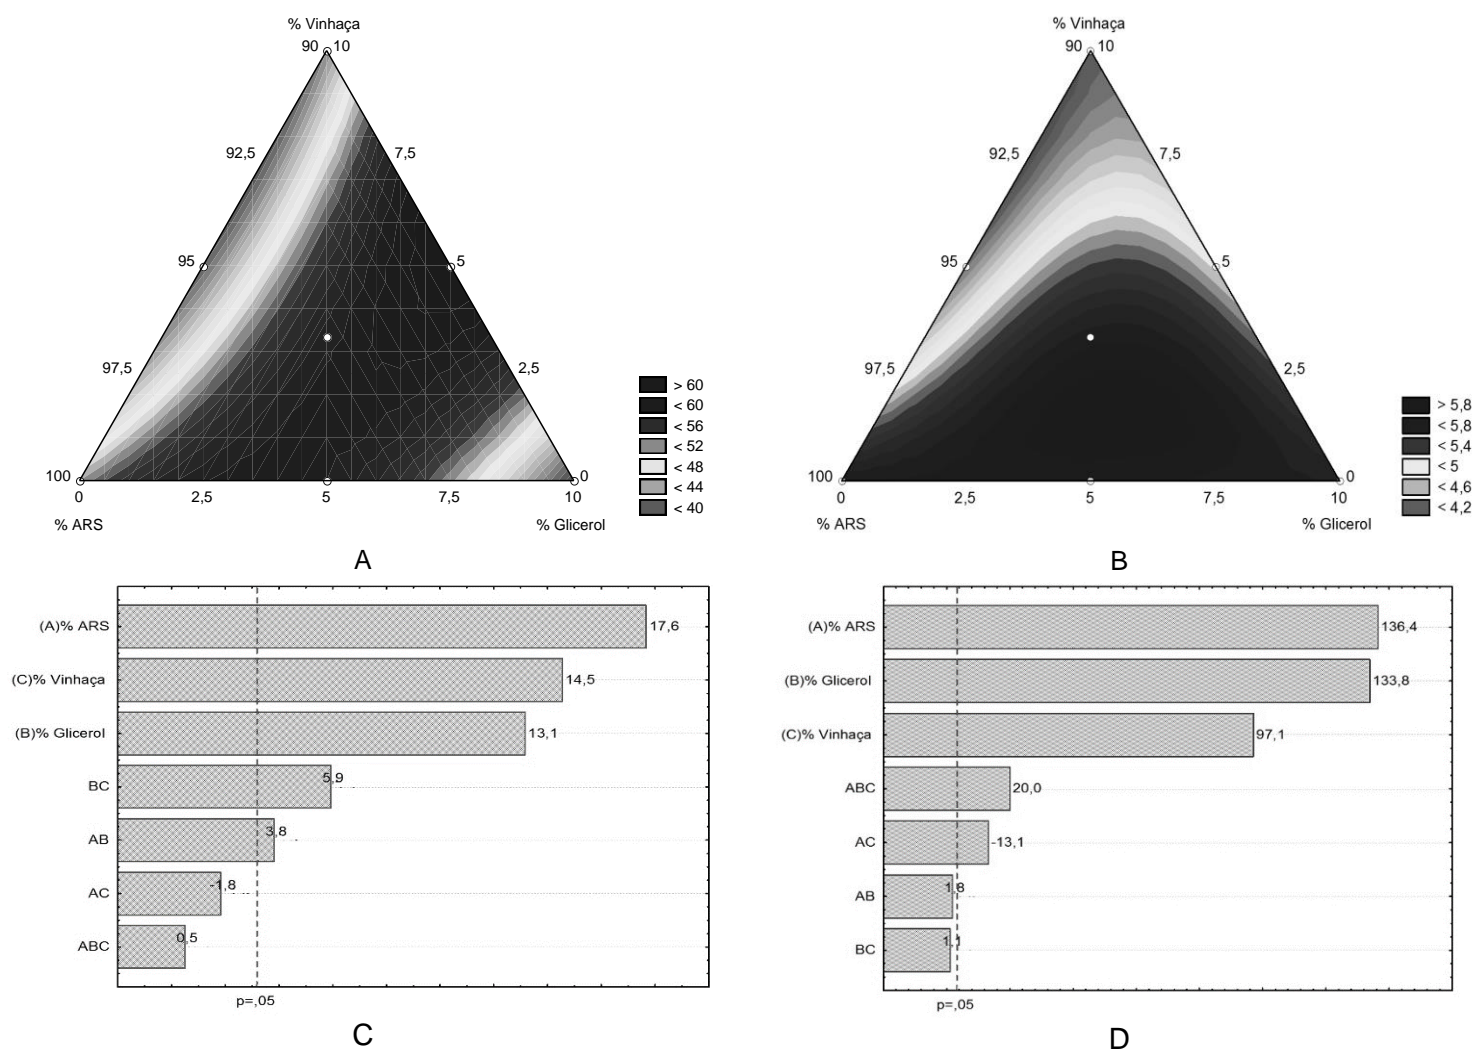 % Vinhaça
90 10
92,5 7,5
95 5
97,5 2,5
100 0
0 2,5 5 7,5 10
% ARS % Glicerol
> 60
< 60
< 56
< 52
< 48
< 44
< 40
A
% Vinhaça
90 10
92,5 7,5
95 5
97,5 2,5
100 0
0 2,5 5 7,5 10
% ARS % Glicerol
> 5,8
< 5,8
< 5,4
< 5
< 4,6
< 4,2
B
(A)% ARS 17,6
(C)% Vinhaça 14,5
(B)% Glicerol 13,1
BC 5,9
AB 3,8
AC -1,8
ABC 0,5
p=,05
C
(A)% ARS 136,4
(B)% Glicerol 133,8
(C)% Vinhaça 97,1
ABC 20,0
AC -13,1
AB 1,8
BC 1,1
p=,05
D